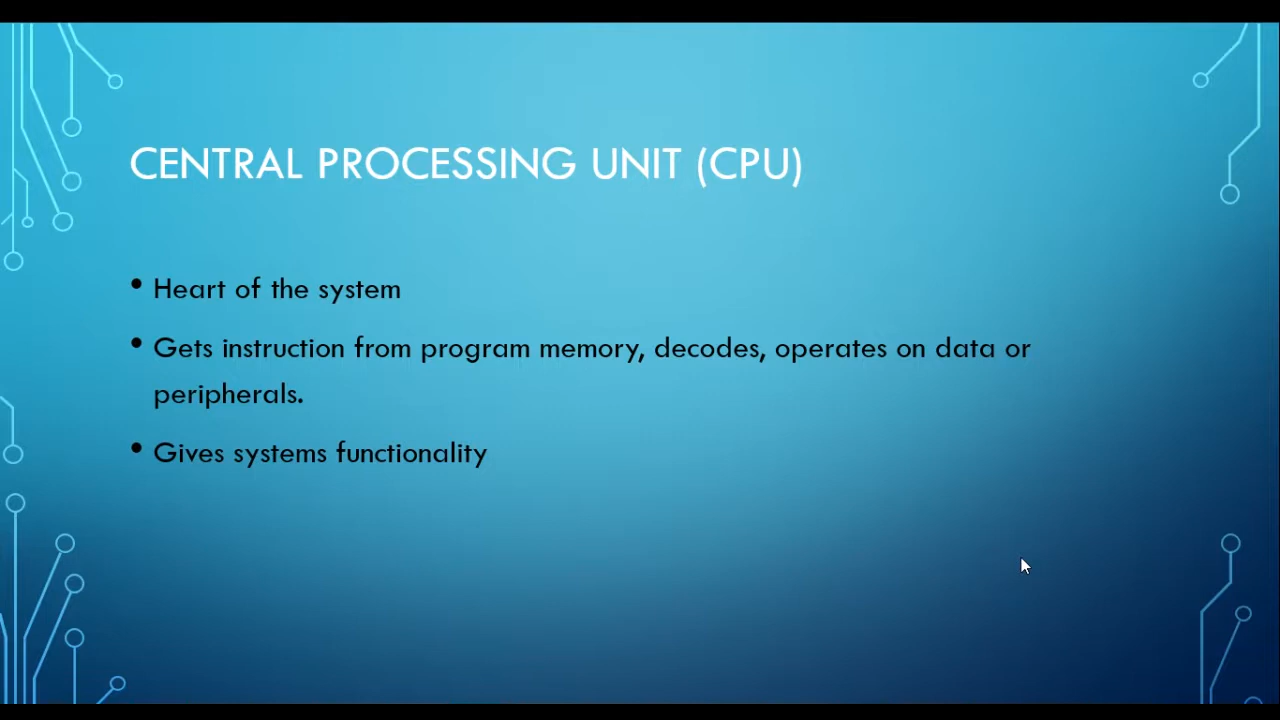 CENTRAL PROCESSING UNIT (CPU)
• Heart of the system
• Gets instruction from program memory, decodes, operates on data or
peripherals.
• Gives systems functionality